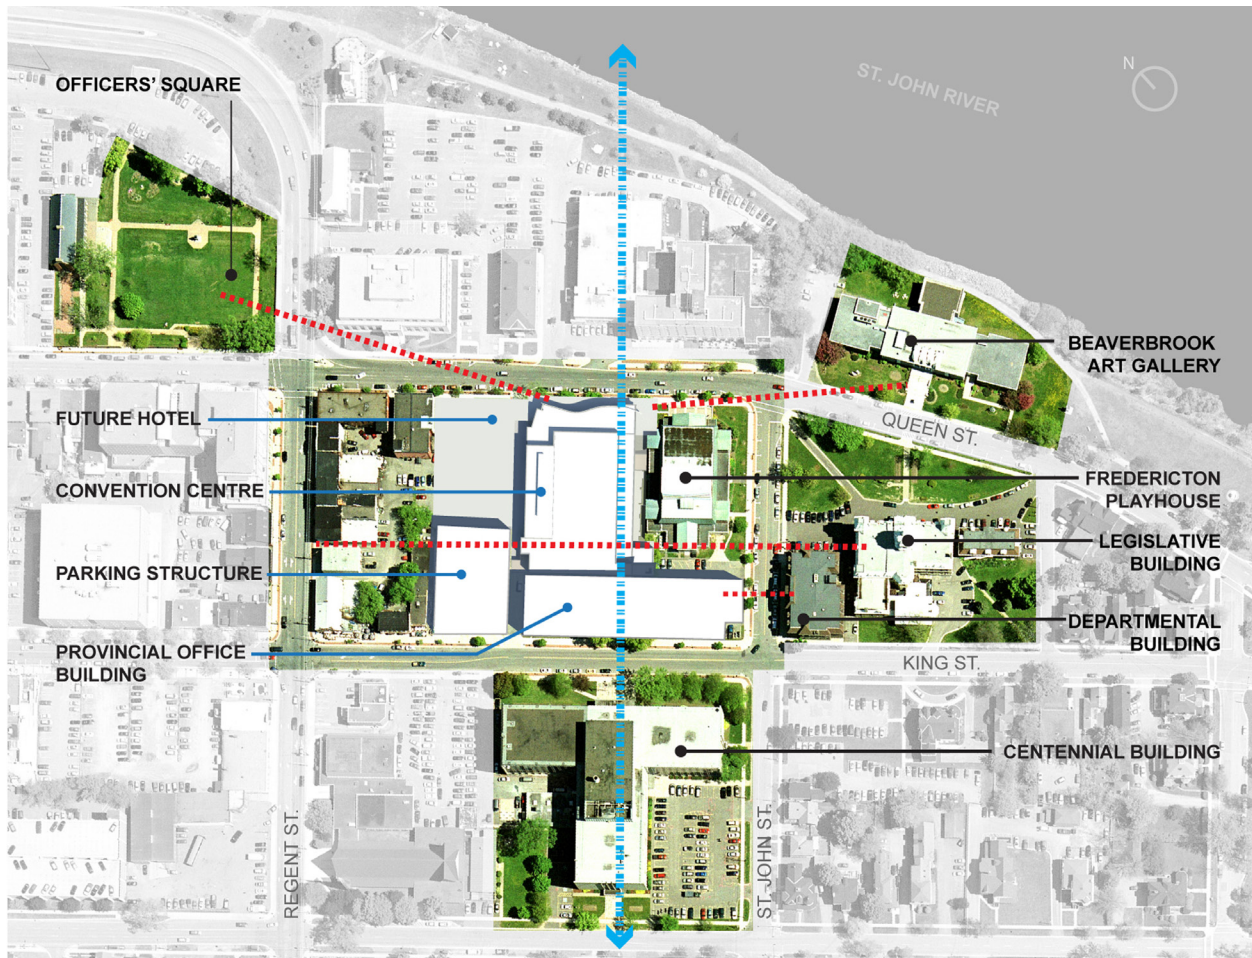 ST. JOHN RIVER
N
OFFICERS' SQUARE
BEAVERBROOK
ART GALLERY
FUTURE HOTEL
QUEEN ST.
CONVENTION CENTRE
FREDERICTON
PLAYHOUSE
PARKING STRUCTURE
LEGISLATIVE
BUILDING
PROVINCIAL OFFICE
BUILDING
DEPARTMENTAL
BUILDING
KING ST.
CENTENNIAL BUILDING
REGENT ST.
ST. JOHN ST.